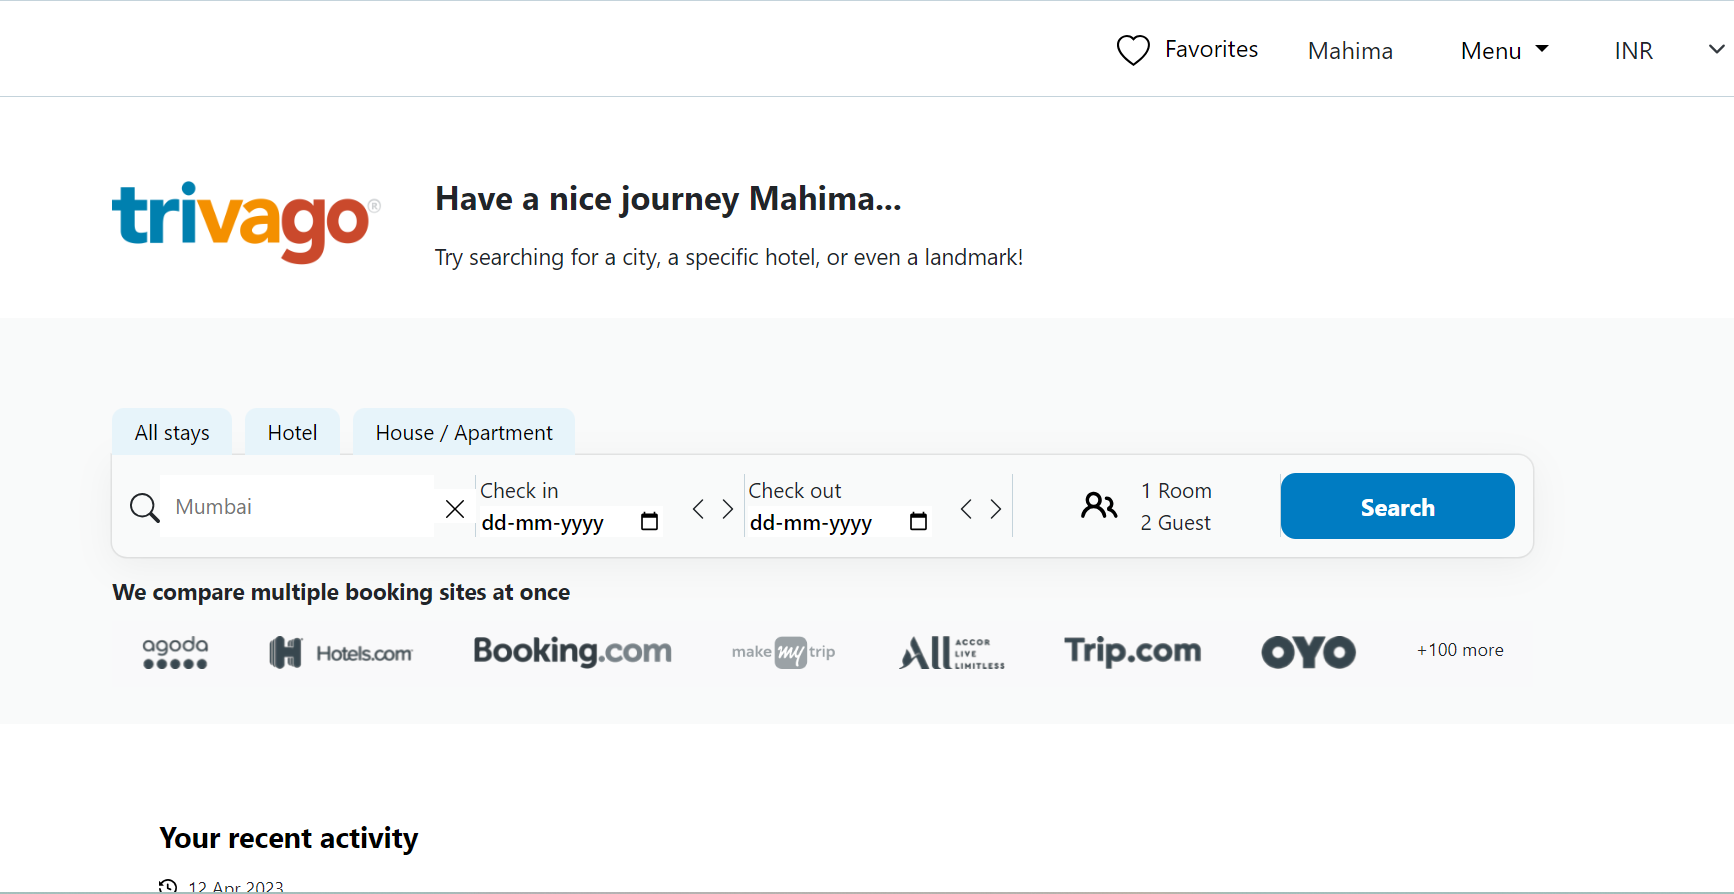 Favorites Mahima Menu INR
trivago®
Have a nice journey Mahima...
Try searching for a city, a specific hotel, or even a landmark!
All stays Hotel House / Apartment
Mumbai
Check in
dd-mm-yyyy
Check out
dd-mm-yyyy
1 Room
2 Guest
Search
We compare multiple booking sites at once
agoda
Hotels.com
Booking.com
make my trip
ALL ACCOR LIVE LIMITLESS
Trip.com
OYO
+100 more
Your recent activity
12 Apr 2023